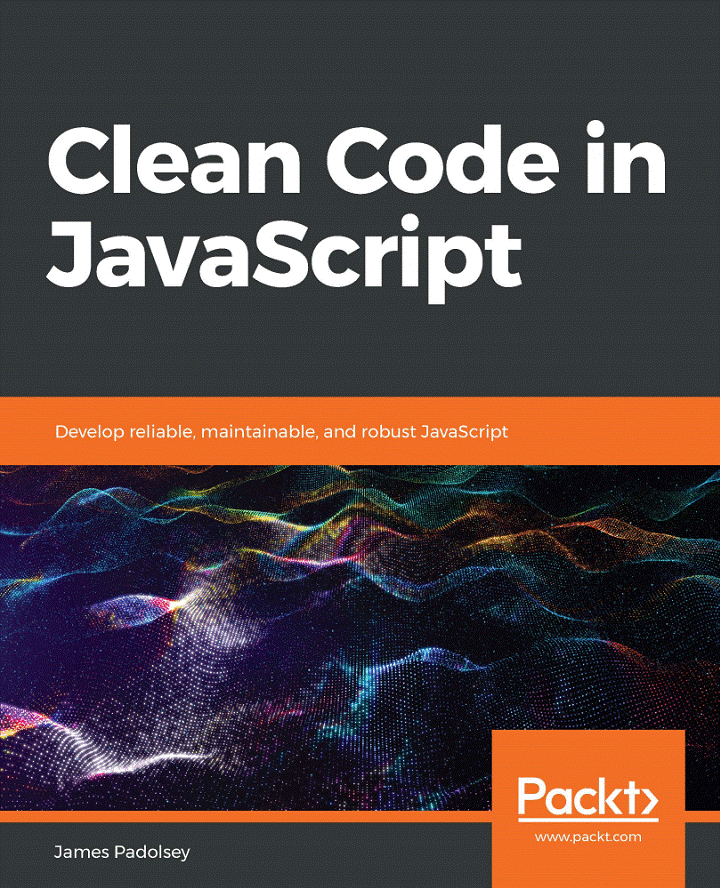 Clean Code in
JavaScript
Develop reliable, maintainable, and robust JavaScript
Packt>
www.packt.com
James Padolsey